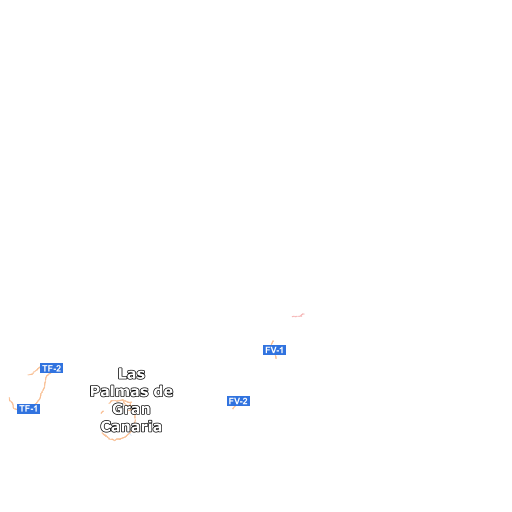 FV-1
TF-2
Las
Palmas de
Gran
Canaria
FV-2
TF-1